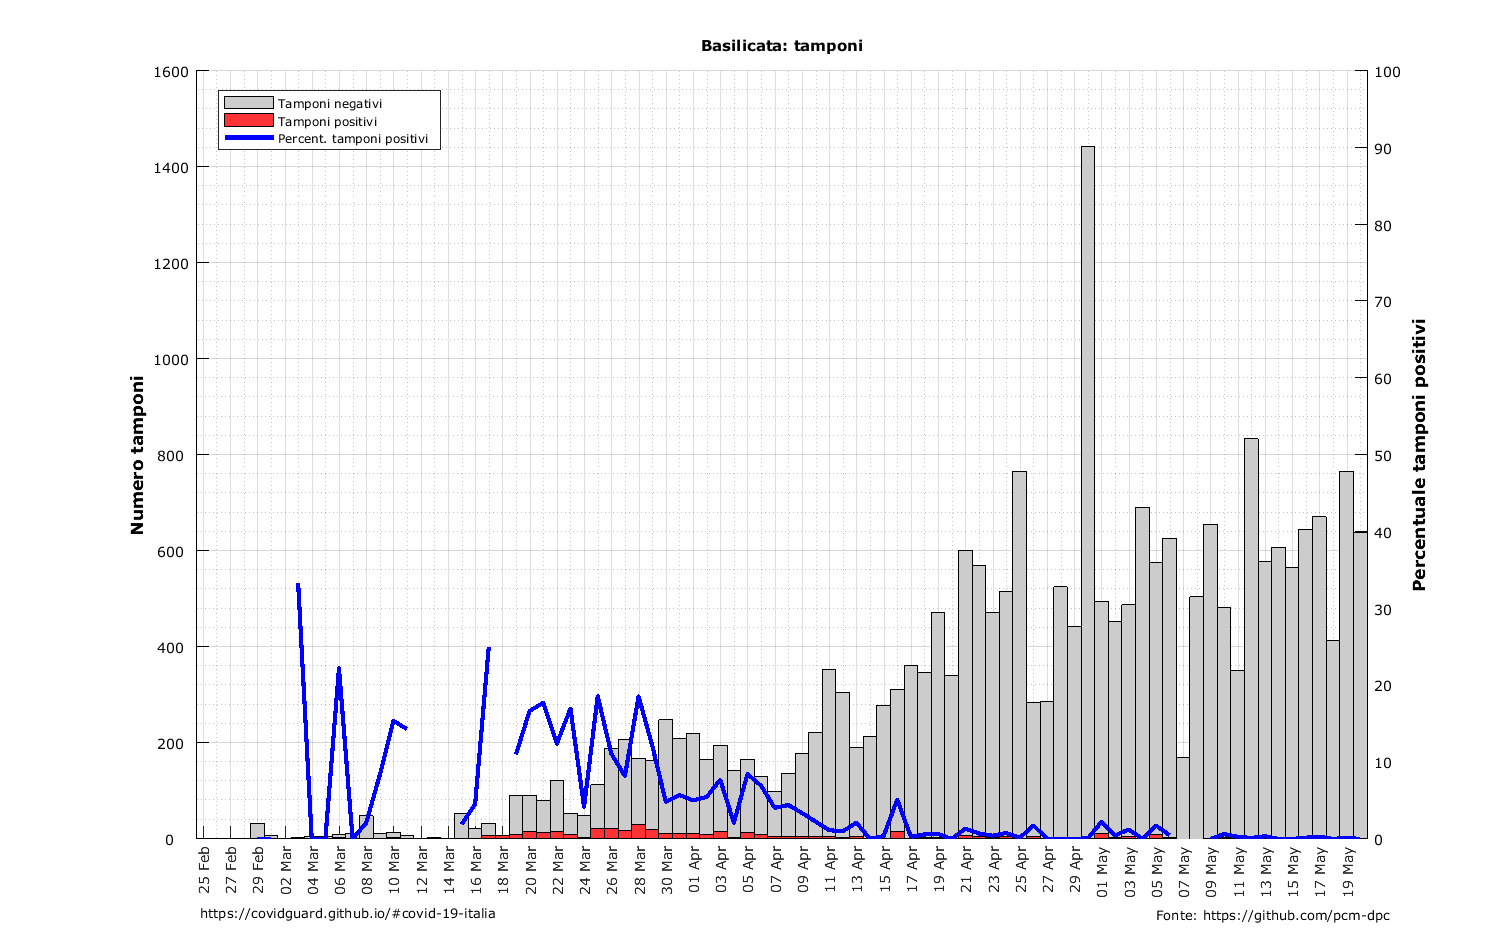 Basilicata: tamponi
Tamponi negativi
Tamponi positivi
Percent. tamponi positivi
Numero tamponi
1600
1400
1200
1000
800
600
400
200
0
Percentuale tamponi positivi
100
90
80
70
60
50
40
30
20
10
0
25 Feb
27 Feb
29 Feb
02 Mar
04 Mar
06 Mar
08 Mar
10 Mar
12 Mar
14 Mar
16 Mar
18 Mar
20 Mar
22 Mar
24 Mar
26 Mar
28 Mar
30 Mar
01 Apr
03 Apr
05 Apr
07 Apr
09 Apr
11 Apr
13 Apr
15 Apr
17 Apr
19 Apr
21 Apr
23 Apr
25 Apr
27 Apr
29 Apr
01 May
03 May
05 May
07 May
09 May
11 May
13 May
15 May
17 May
19 May
https://covidguard.github.io/#covid-19-italia
Fonte: https://github.com/pcm-dpc